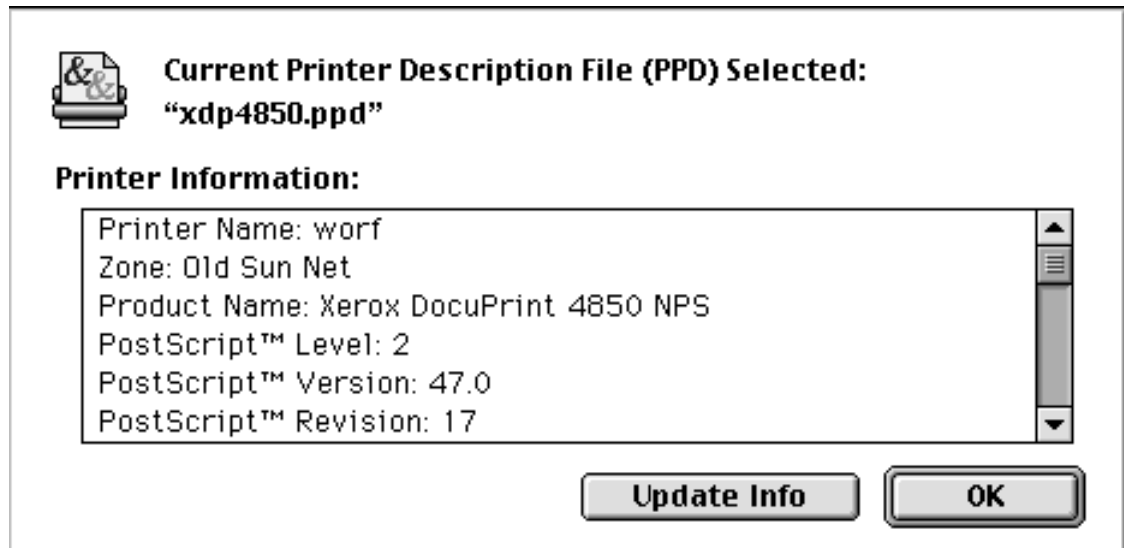 &&
Current Printer Description File (PPD) Selected:
“xdp4850.ppd”
Printer Information:
Printer Name: worf
Zone: Old Sun Net
Product Name: Xerox DocuPrint 4850 NPS
PostScript™ Level: 2
PostScript™ Version: 47.0
PostScript™ Revision: 17
Update Info OK